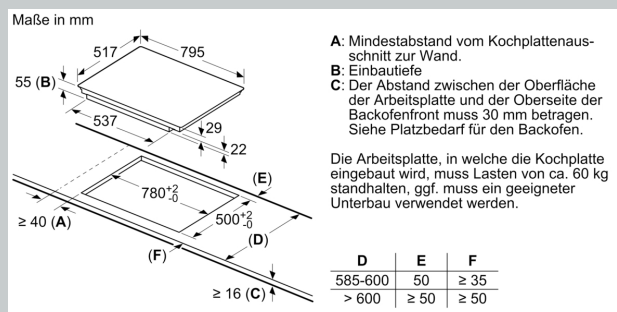 Maße in mm
517
795
55 (B)
537
29
22
(E)
780+2-0
500+2-0
≥ 40 (A)
(D)
(F)
≥ 16 (C)
A: Mindestabstand vom Kochplattenaus-
schnitt zur Wand.
B: Einbautiefe
C: Der Abstand zwischen der Oberfläche
der Arbeitsplatte und der Oberseite der
Backofenfront muss 30 mm betragen.
Siehe Platzbedarf für den Backofen.
Die Arbeitsplatte, in welche die Kochplatte
eingebaut wird, muss Lasten von ca. 60 kg
standhalten, ggf. muss ein geeigneter
Unterbau verwendet werden.
D E F
585-600 50 ≥ 35
> 600 ≥ 50 ≥ 50